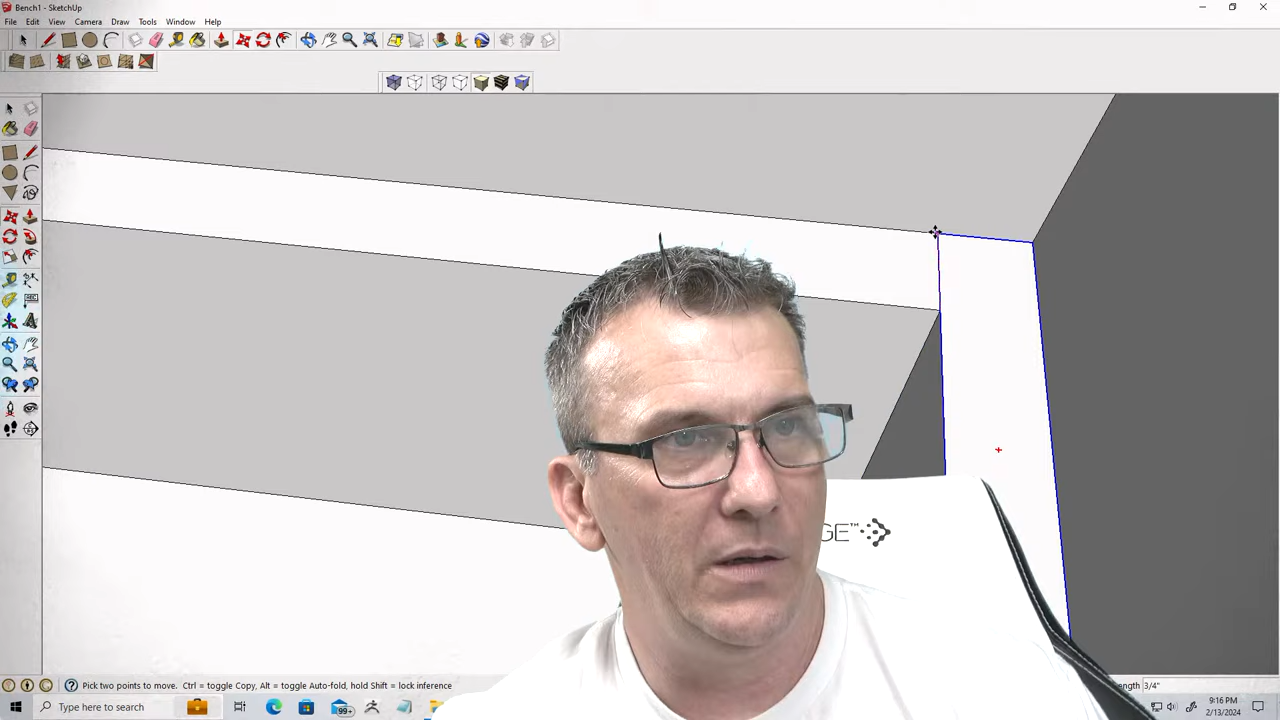 Bench1 - SketchUp
File Edit View Camera Draw Tools Window Help
GE™
Pick two points to move. Ctrl = toggle Copy, Alt = toggle Auto-fold, hold Shift = lock inference
ength 3/4"
Type here to search
99+
9:16 PM
2/13/2024